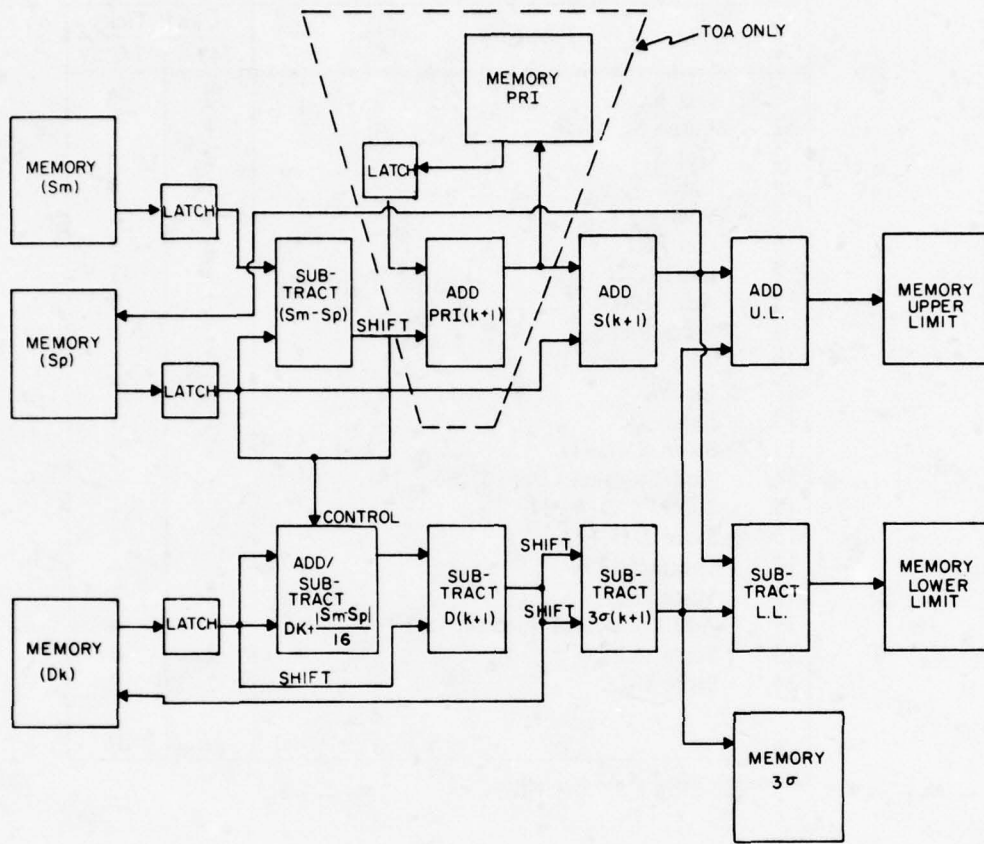 TOA ONLY
MEMORY
PRI
MEMORY
(Sm)
LATCH
LATCH
SUB-
TRACT
(Sm-Sp)
SHIFT
ADD
PRI(k+1)
ADD
S(k+1)
ADD
U.L.
MEMORY
UPPER
LIMIT
MEMORY
(Sp)
LATCH
CONTROL
ADD/
SUB-
TRACT
DK+|Sm-Sp|
16
SHIFT
SUB-
TRACT
D(k+1)
SHIFT
SHIFT
SUB-
TRACT
3σ(k+1)
SUB-
TRACT
L.L.
MEMORY
LOWER
LIMIT
MEMORY
(Dk)
LATCH
MEMORY
3σ